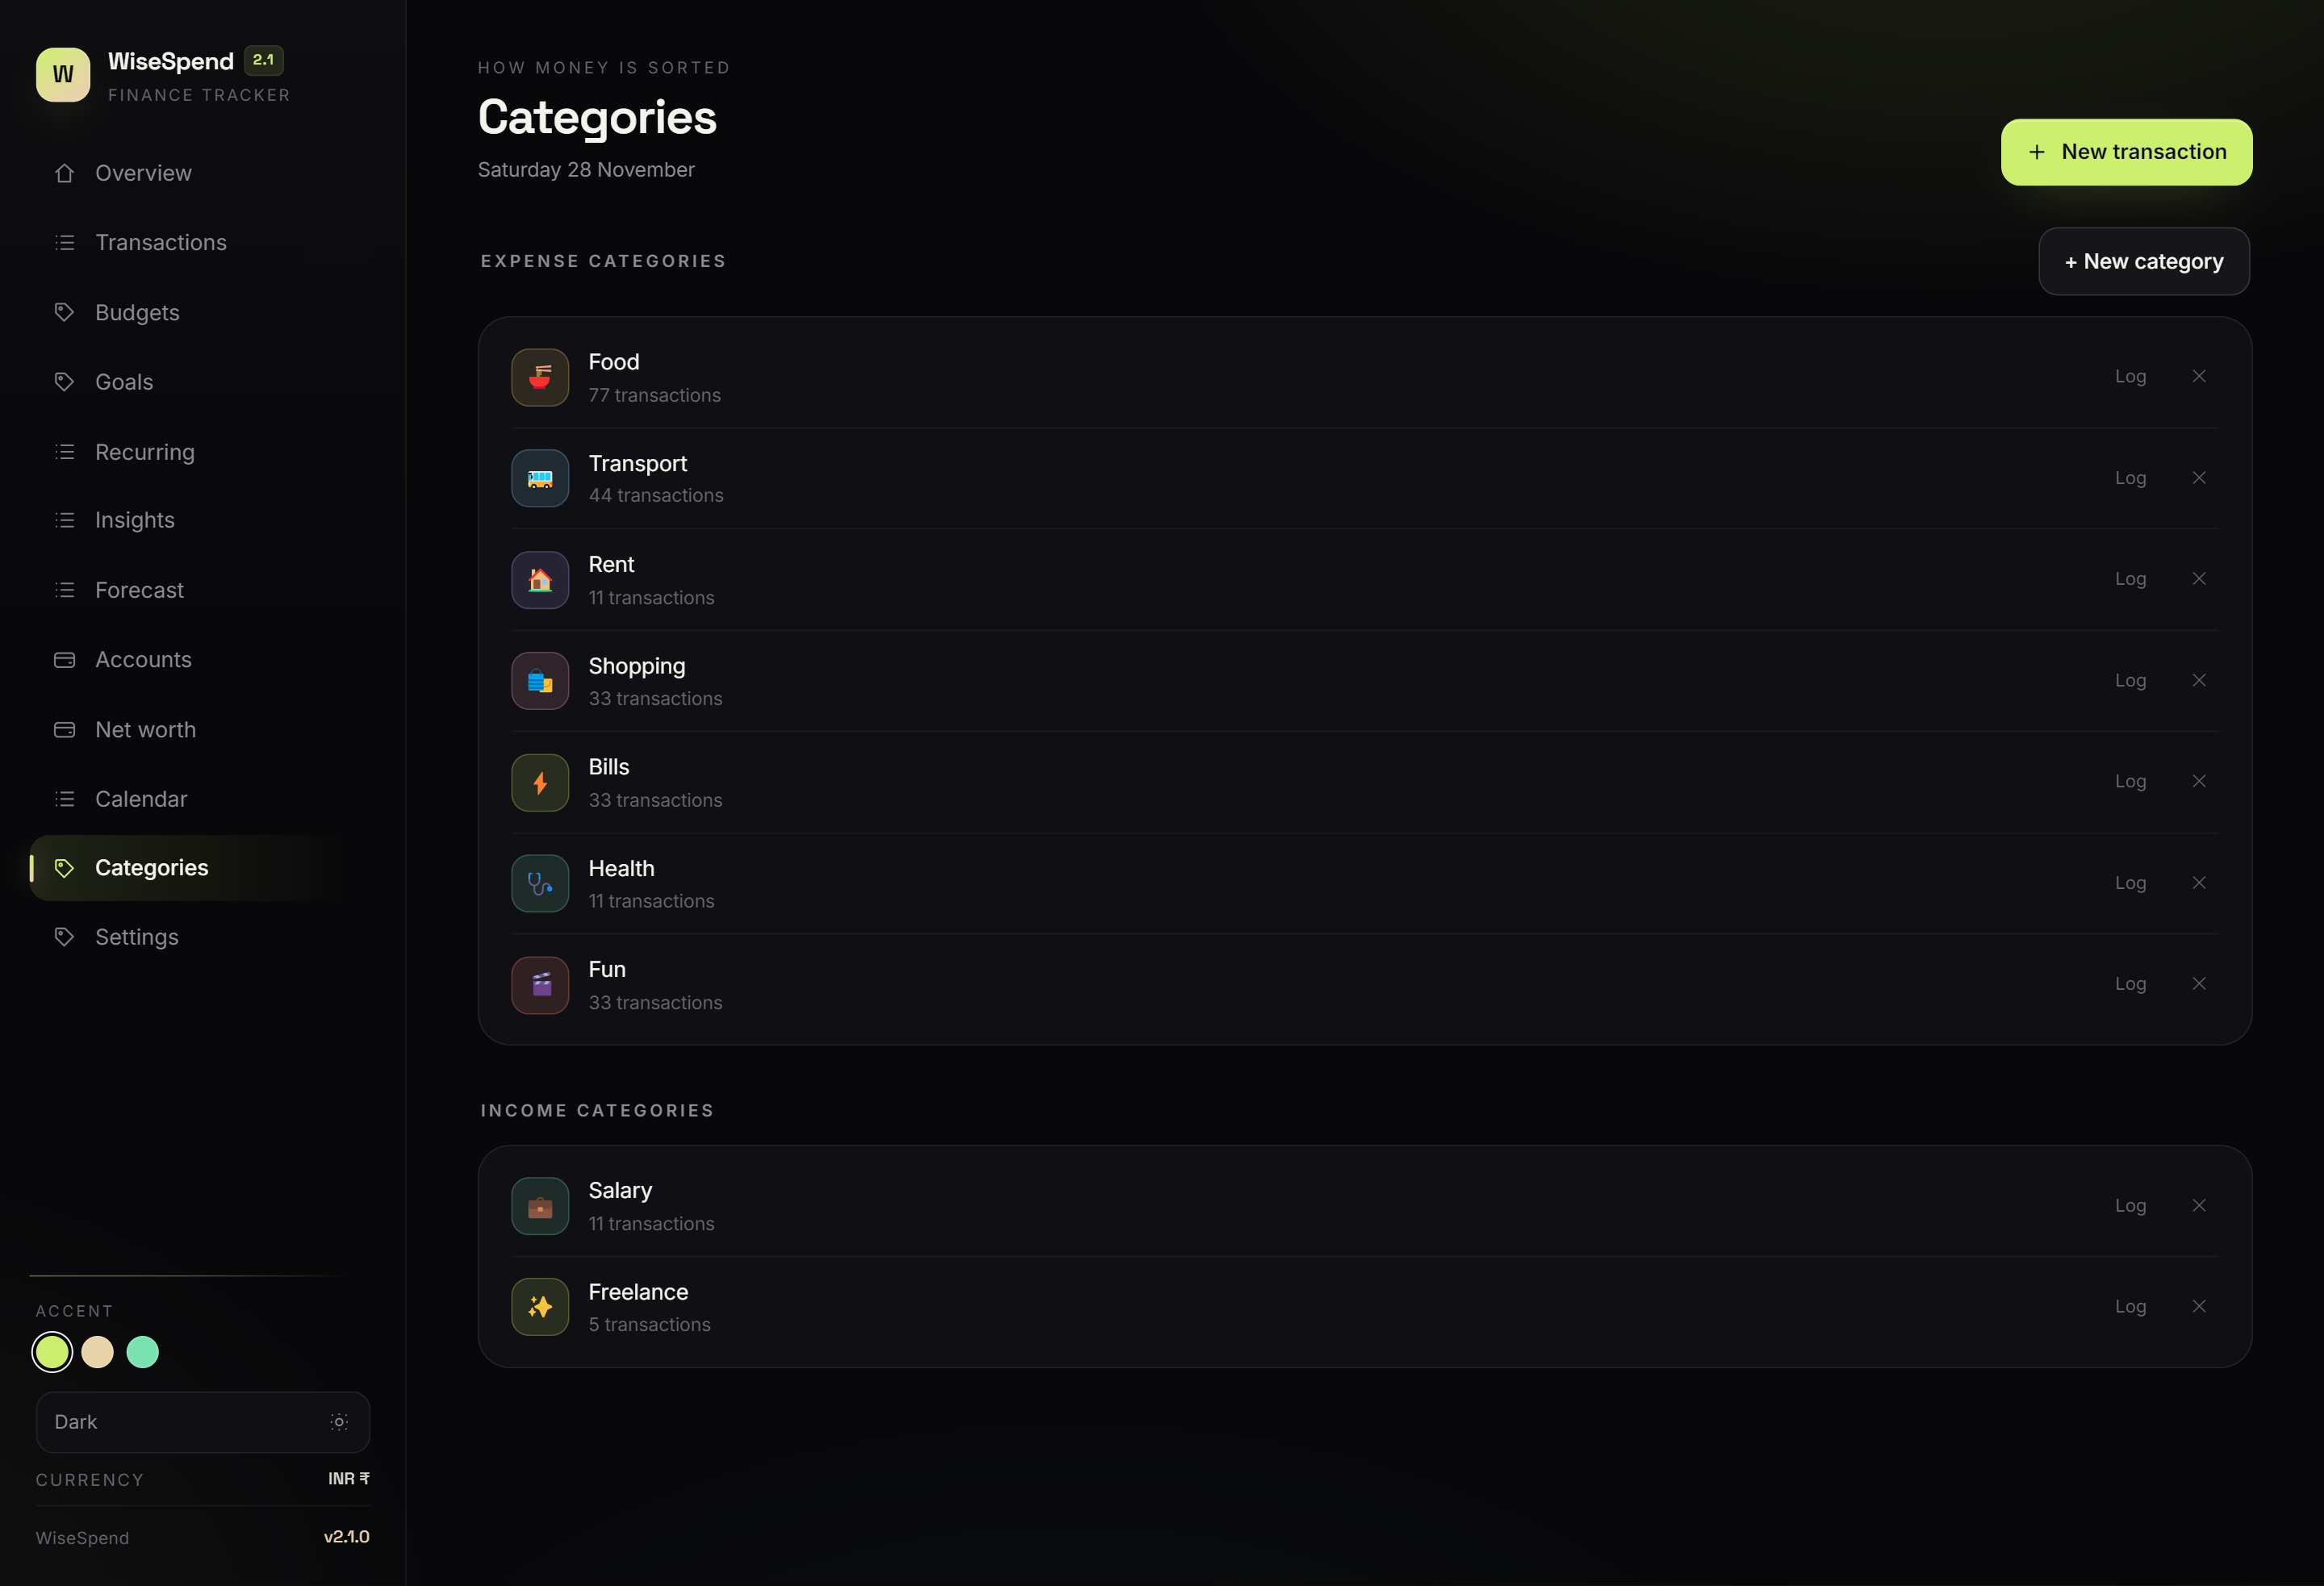 W
WiseSpend 2.1
FINANCE TRACKER
Overview
Transactions
Budgets
Goals
Recurring
Insights
Forecast
Accounts
Net worth
Calendar
Categories
Settings
ACCENT
Dark
CURRENCY INR ₹
WiseSpend v2.1.0
HOW MONEY IS SORTED
Categories
Saturday 28 November
+ New transaction
EXPENSE CATEGORIES
+ New category
Food
77 transactions
Log
Transport
44 transactions
Log
Rent
11 transactions
Log
Shopping
33 transactions
Log
Bills
33 transactions
Log
Health
11 transactions
Log
Fun
33 transactions
Log
INCOME CATEGORIES
Salary
11 transactions
Log
Freelance
5 transactions
Log